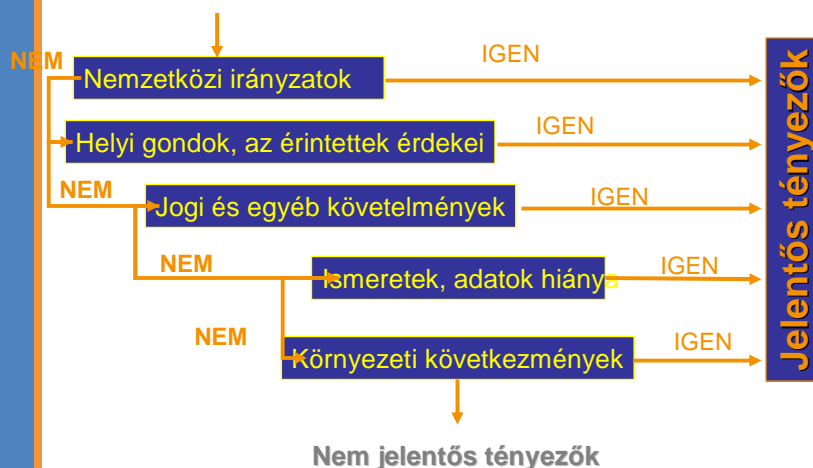 IGEN
NEM
Nemzetközi irányzatok
IGEN
Helyi gondok, az érintettek érdekei
NEM
IGEN
Jogi és egyéb követelmények
NEM
IGEN
Ismeretek, adatok hiánya
NEM
IGEN
Környezeti következmények
Jelentős tényezők
Nem jelentős tényezők